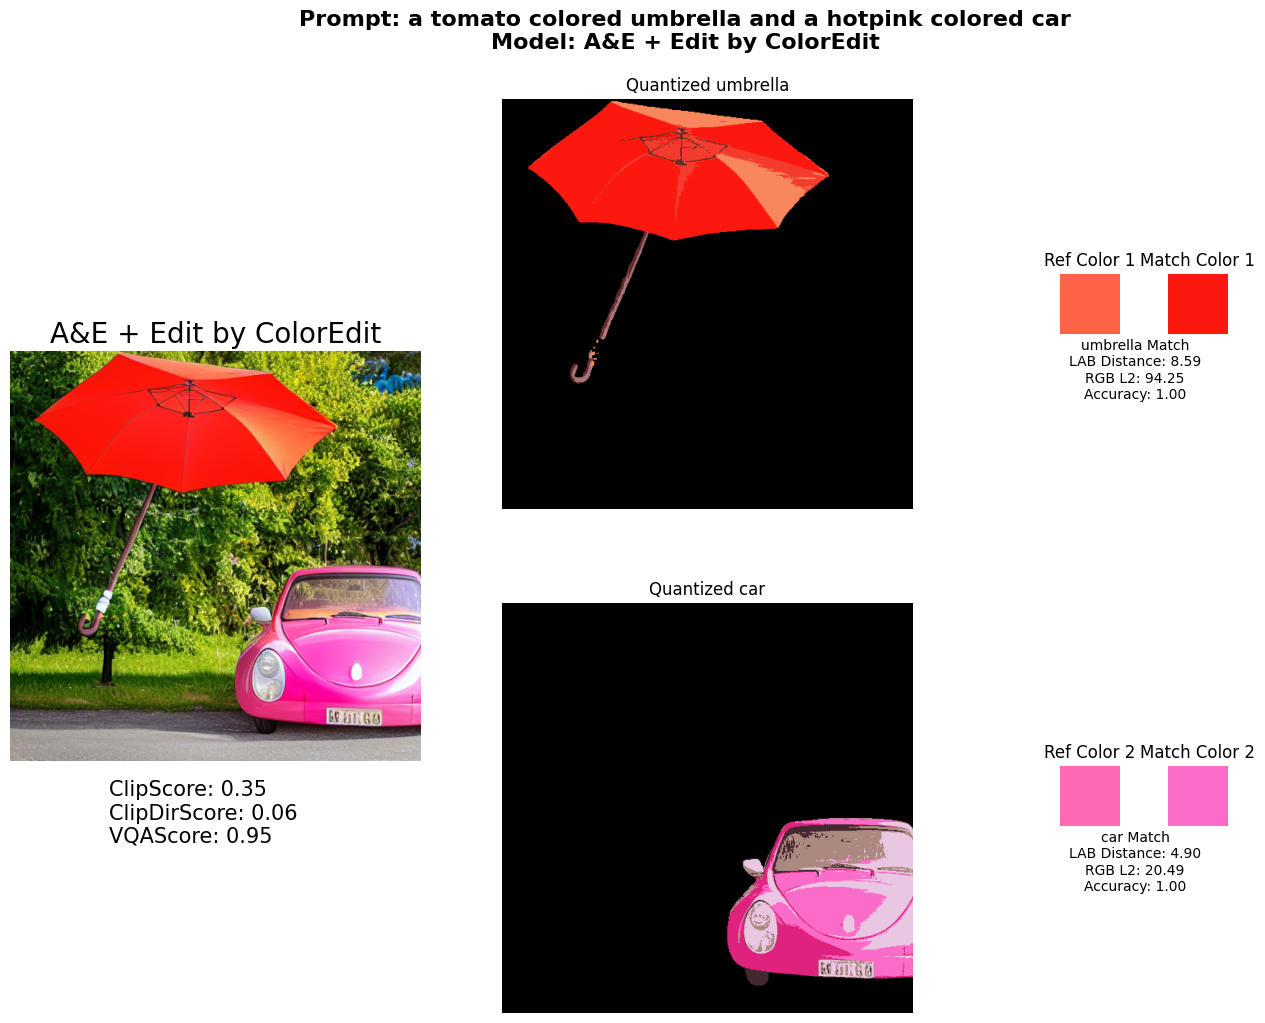 Prompt: a tomato colored umbrella and a hotpink colored car
Model: A&E + Edit by ColorEdit
A&E + Edit by ColorEdit
ClipScore: 0.35
ClipDirScore: 0.06
VQAScore: 0.95
Quantized umbrella
Ref Color 1 Match Color 1
umbrella Match
LAB Distance: 8.59
RGB L2: 94.25
Accuracy: 1.00
Quantized car
Ref Color 2 Match Color 2
car Match
LAB Distance: 4.90
RGB L2: 20.49
Accuracy: 1.00